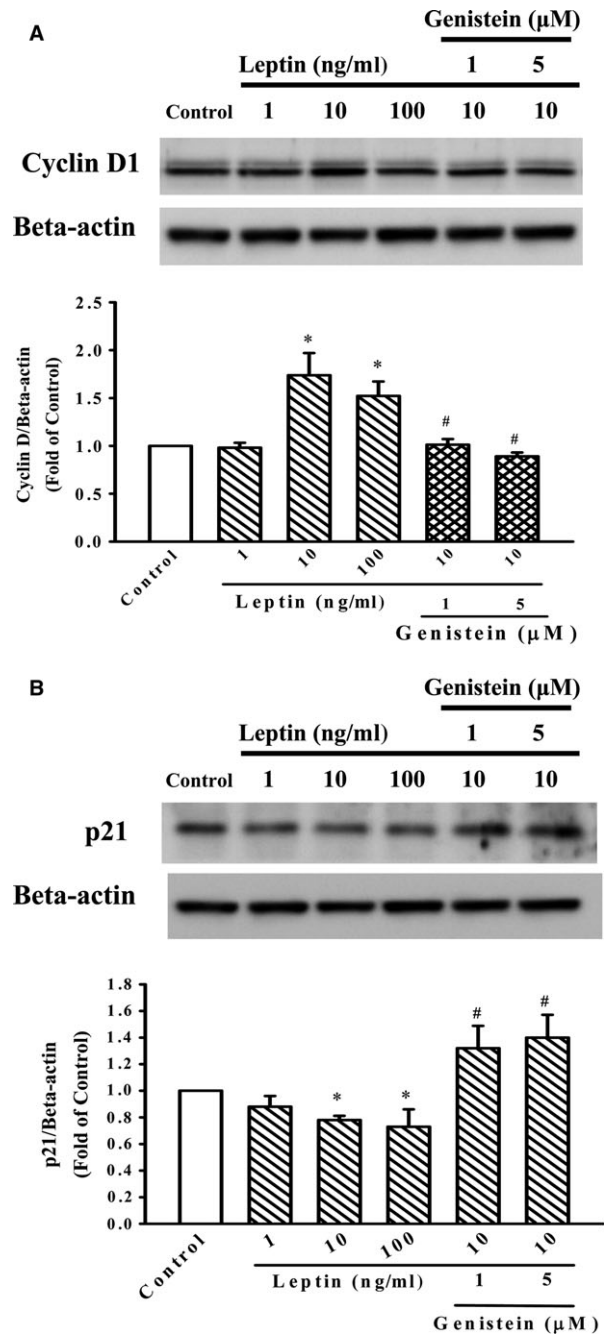 A
Genistein (μM)
Leptin (ng/ml) 1 5
Control 1 10 100 10 10
Cyclin D1
Beta-actin
Cyclin D/Beta-actin
(Fold of Control)
2.5
2.0
1.5
1.0
0.5
0.0
* * # #
Control 1 10 100 10 10
Leptin (ng/ml) 1 5
Genistein (μM)
B
Genistein (μM)
Leptin (ng/ml) 1 5
Control 1 10 100 10 10
p21
Beta-actin
p21/Beta-actin
(Fold of Control)
1.8
1.6
1.4
1.2
1.0
0.8
0.6
0.4
0.2
0.0
* * # #
Control 1 10 100 10 10
Leptin (ng/ml) 1 5
Genistein (μM)